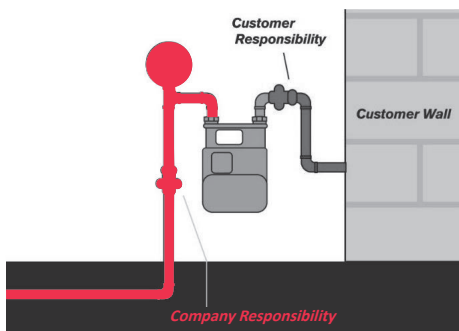 Customer
Responsibility
Customer Wall
Company Responsibility